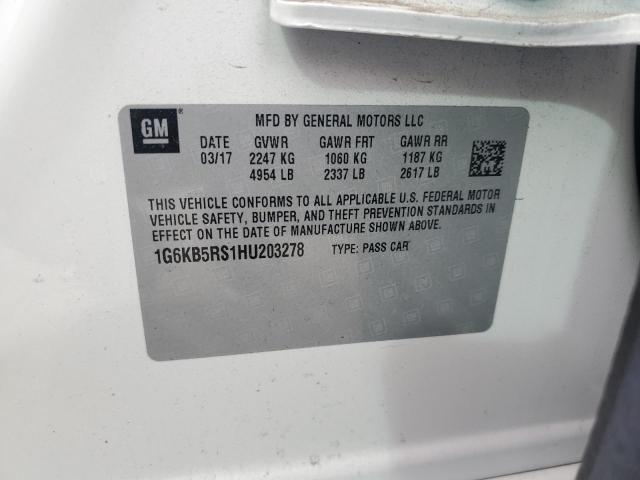 GM ® MFD BY GENERAL MOTORS LLC
DATE GVWR GAWR FRT GAWR RR
03/17 2247 KG 1060 KG 1187 KG
4954 LB 2337 LB 2617 LB
THIS VEHICLE CONFORMS TO ALL APPLICABLE U.S. FEDERAL MOTOR
VEHICLE SAFETY, BUMPER, AND THEFT PREVENTION STANDARDS
IN EFFECT ON THE DATE OF MANUFACTURE SHOWN ABOVE.
1G6KB5RS1HU203278 TYPE: PASS CAR